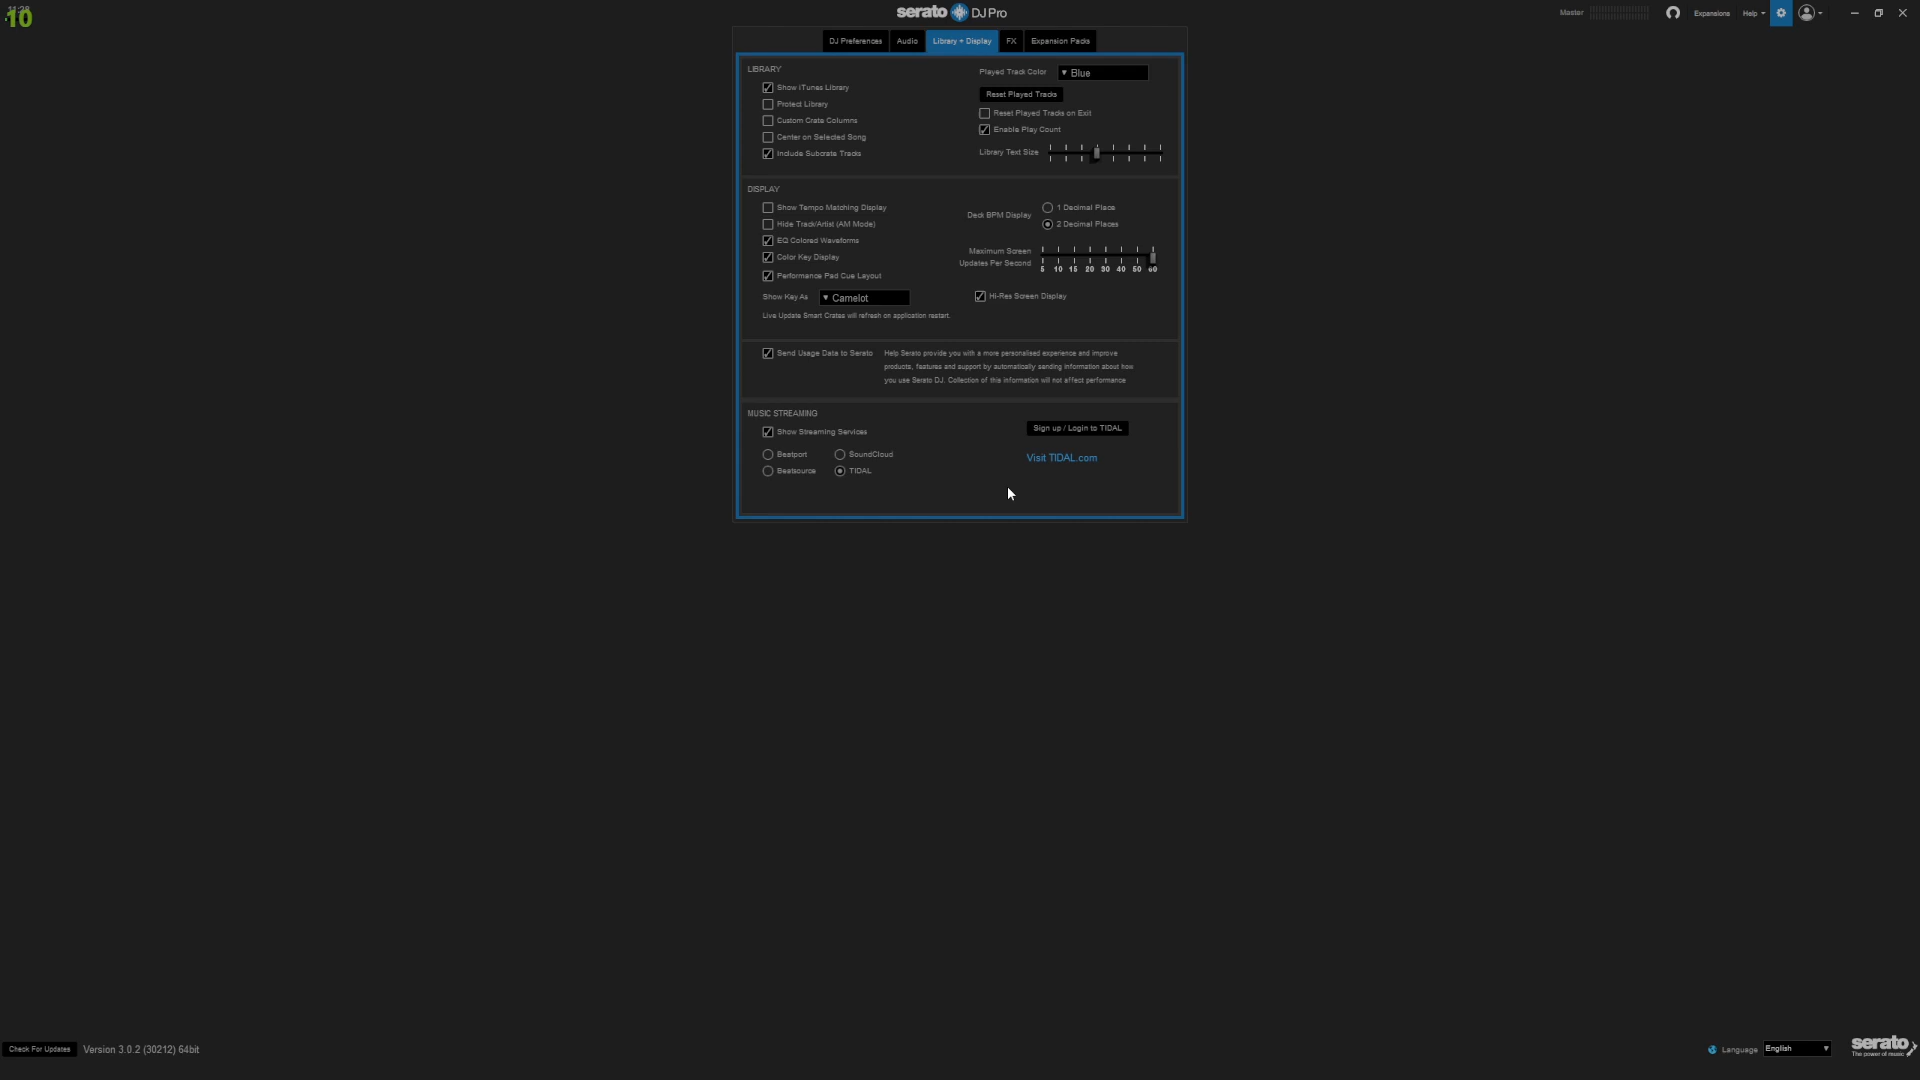 11:38
10
serato DJ Pro
Master
Expansions
Help
DJ Preferences
Audio
Library + Display
FX
Expansion Packs
LIBRARY
Show iTunes Library
Protect Library
Custom Crate Columns
Center on Selected Song
Include Subcrate Tracks
Played Track Color
Blue
Reset Played Tracks
Reset Played Tracks on Exit
Enable Play Count
Library Text Size
DISPLAY
Show Tempo Matching Display
Hide Track/Artist (AM Mode)
EQ Colored Waveforms
Color Key Display
Performance Pad Cue Layout
Show Key As
Camelot
Live Update Smart Crates will refresh on application restart.
Deck BPM Display
1 Decimal Place
2 Decimal Places
Maximum Screen
Updates Per Second
5 10 15 20 30 40 50 60
Hi-Res Screen Display
Send Usage Data to Serato
Help Serato provide you with a more personalised experience and improve
products, features and support by automatically sending information about how
you use Serato DJ. Collection of this information will not affect performance
MUSIC STREAMING
Show Streaming Services
Beatport
SoundCloud
Beatsource
TIDAL
Sign up / Login to TIDAL
Visit TIDAL.com
Check For Updates
Version 3.0.2 (30212) 64bit
Language
English
serato
The power of music